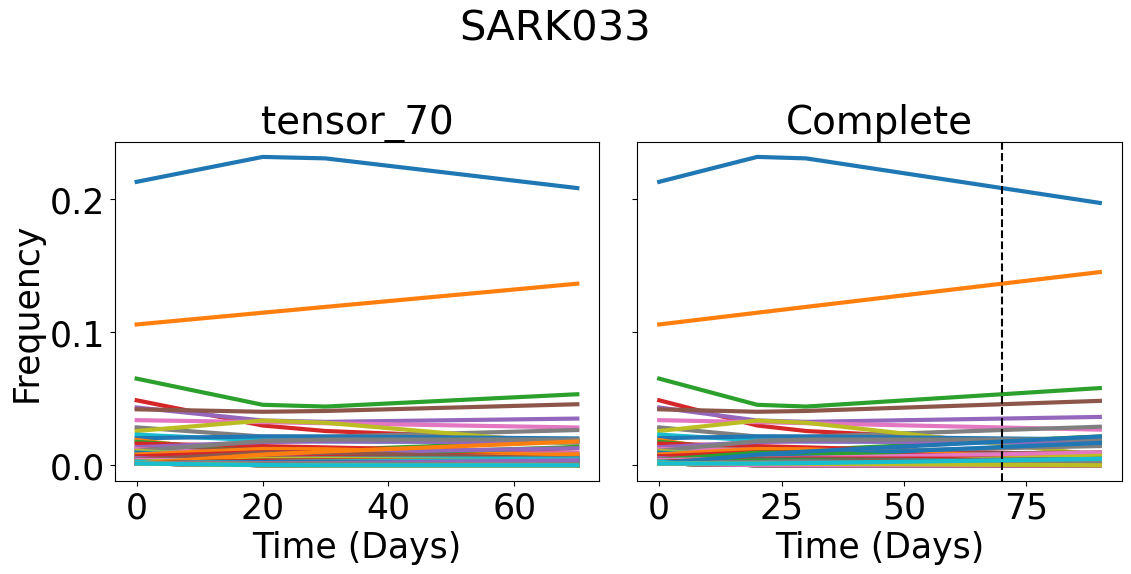 SARK033
tensor_70
Complete
Frequency
0.2
0.1
0.0
0 20 40 60
0 25 50 75
Time (Days)
Time (Days)